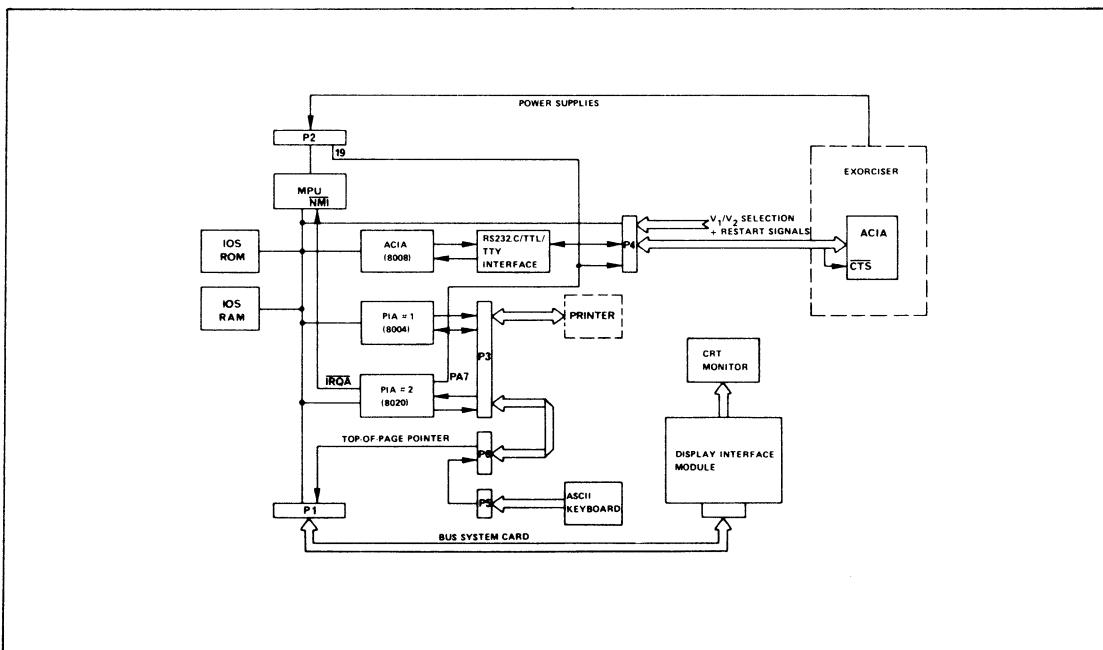 POWER SUPPLIES
P2
19
MPU
NMI
EXORCISER
IOS
ROM
ACIA
(8008)
RS232.C/TTL/
TTY
INTERFACE
P4
V1/V2 SELECTION
+ RESTART SIGNALS
ACIA
CTS
IOS
RAM
PIA = 1
(8004)
P3
PRINTER
IRQA
PIA = 2
(8020)
PA7
CRT
MONITOR
TOP-OF-PAGE POINTER
P6
DISPLAY INTERFACE
MODULE
P5
ASCII
KEYBOARD
P1
BUS SYSTEM CARD